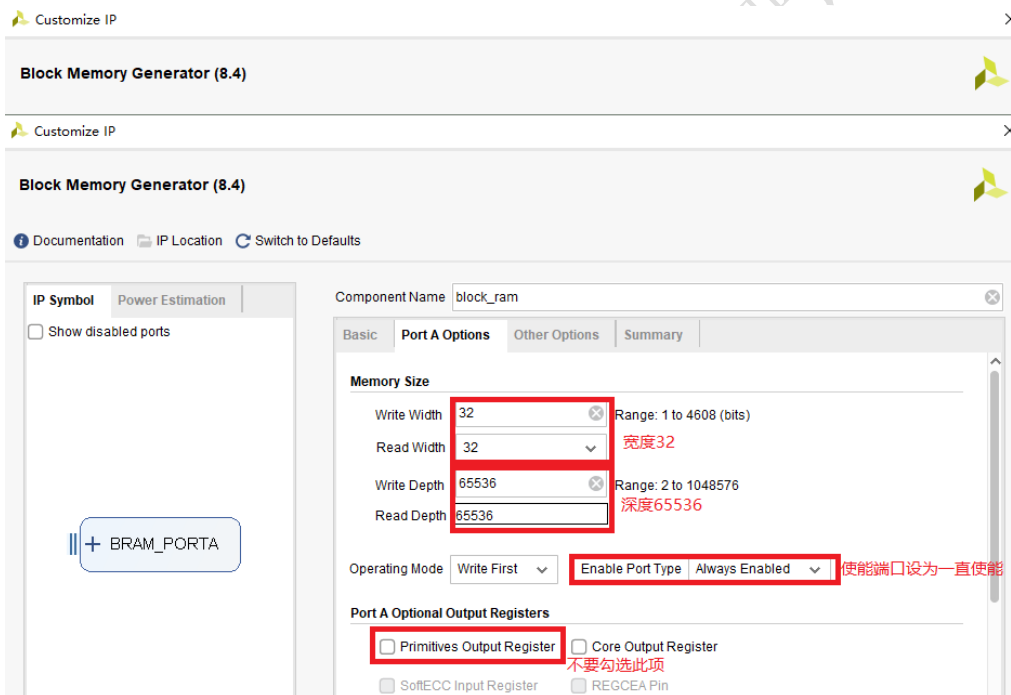 Customize IP
Block Memory Generator (8.4)
Customize IP
Block Memory Generator (8.4)
Documentation IP Location Switch to Defaults
IP Symbol Power Estimation
Show disabled ports
BRAM_PORTA
Component Name block_ram
Basic Port A Options Other Options Summary
Memory Size
Write Width 32 Range: 1 to 4608 (bits)
Read Width 32 宽度32
Write Depth 65536 Range: 2 to 1048576
Read Depth 65536 深度65536
Operating Mode Write First Enable Port Type Always Enabled 使能端口设为一直使能
Port A Optional Output Registers
Primitives Output Register Core Output Register
不要勾选此项
SoftECC Input Register REGCEA Pin